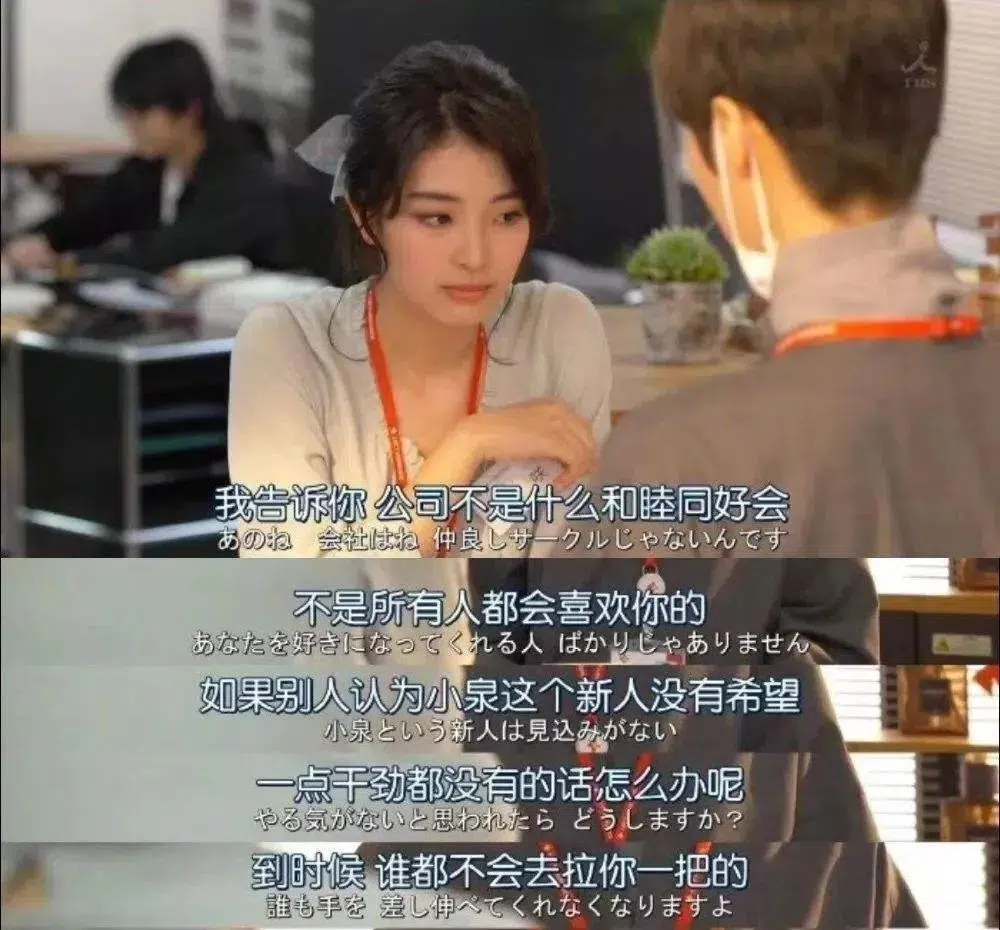 TBS
我告诉你 公司不是什么和睦同好会
あのね 会社はね 仲良しサークルじゃないんです
不是所有人都会喜欢你的
あなたを好きになってくれる人 ばかりじゃありません
如果别人认为小泉这个新人没有希望
小泉という新人は見込みがない
一点干劲都没有的话怎么办呢
やる気がないと思われたら どうしますか？
到时候 谁都不会去拉你一把的
誰も手を 差し伸べてくれなくなりますよ